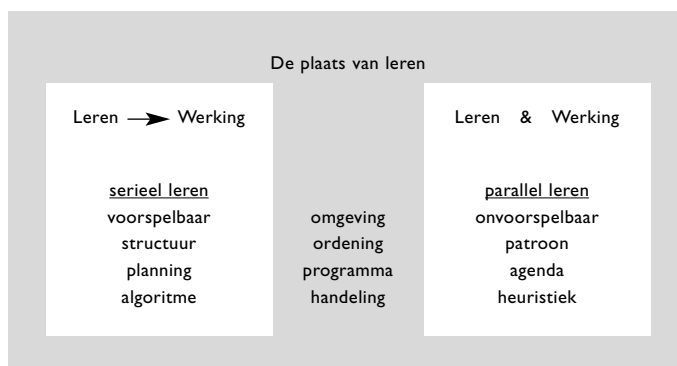 De plaats van leren
Leren Werking Leren & Werking
serieel leren parallel leren
voorspelbaar omgeving onvoorspelbaar
structuur ordening patroon
planning programma agenda
algoritme handeling heuristiek